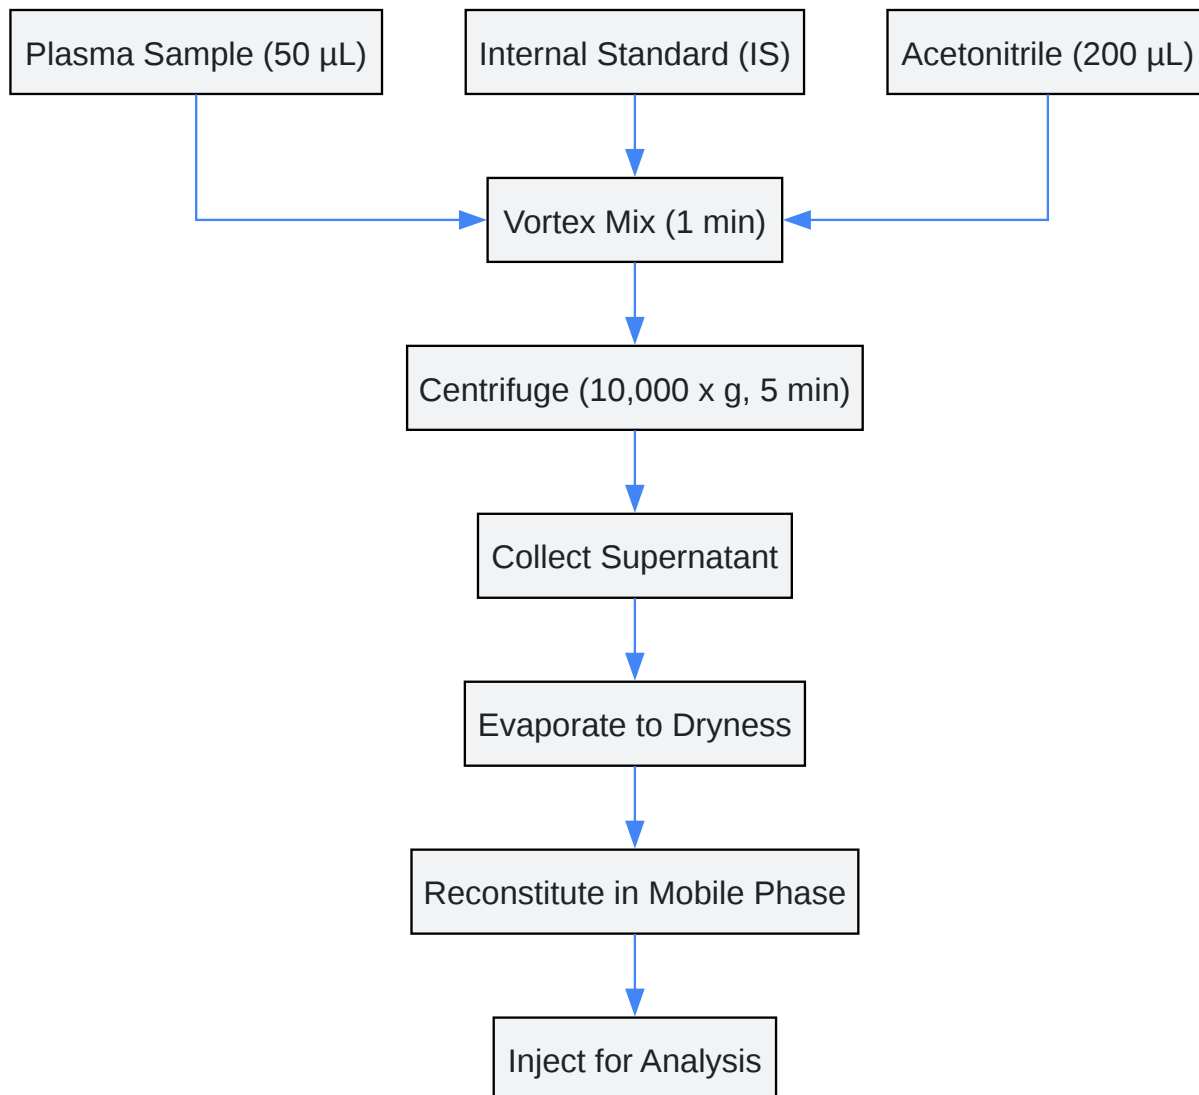 Plasma Sample (50 µL)
Internal Standard (IS)
Acetonitrile (200 µL)
Vortex Mix (1 min)
Centrifuge (10,000 x g, 5 min)
Collect Supernatant
Evaporate to Dryness
Reconstitute in Mobile Phase
Inject for Analysis